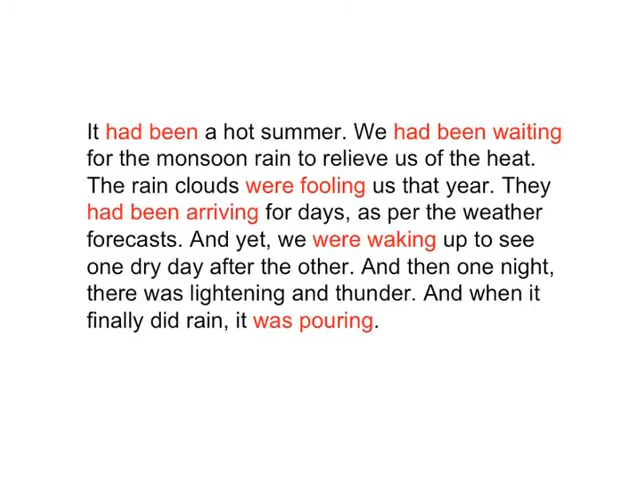 It had been a hot summer. We had been waiting
for the monsoon rain to relieve us of the heat.
The rain clouds were fooling us that year. They
had been arriving for days, as per the weather
forecasts. And yet, we were waking up to see
one dry day after the other. And then one night,
there was lightening and thunder. And when it
finally did rain, it was pouring.